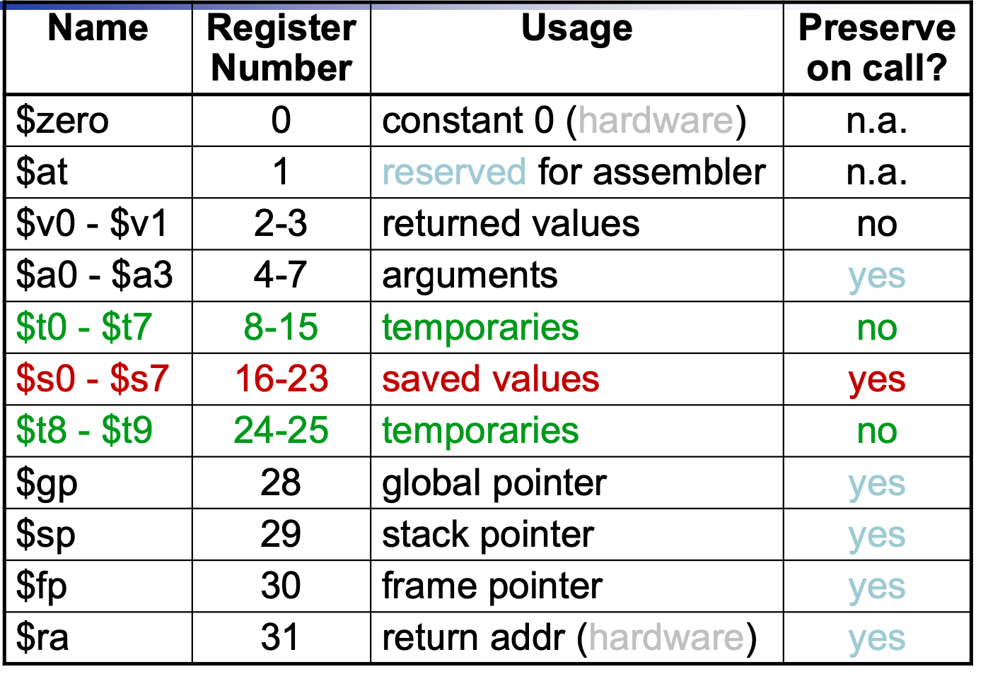 Name Register Number Usage Preserve on call?
$zero 0 constant 0 (hardware) n.a.
$at 1 reserved for assembler n.a.
$v0 - $v1 2-3 returned values no
$a0 - $a3 4-7 arguments yes
$t0 - $t7 8-15 temporaries no
$s0 - $s7 16-23 saved values yes
$t8 - $t9 24-25 temporaries no
$gp 28 global pointer yes
$sp 29 stack pointer yes
$fp 30 frame pointer yes
$ra 31 return addr (hardware) yes